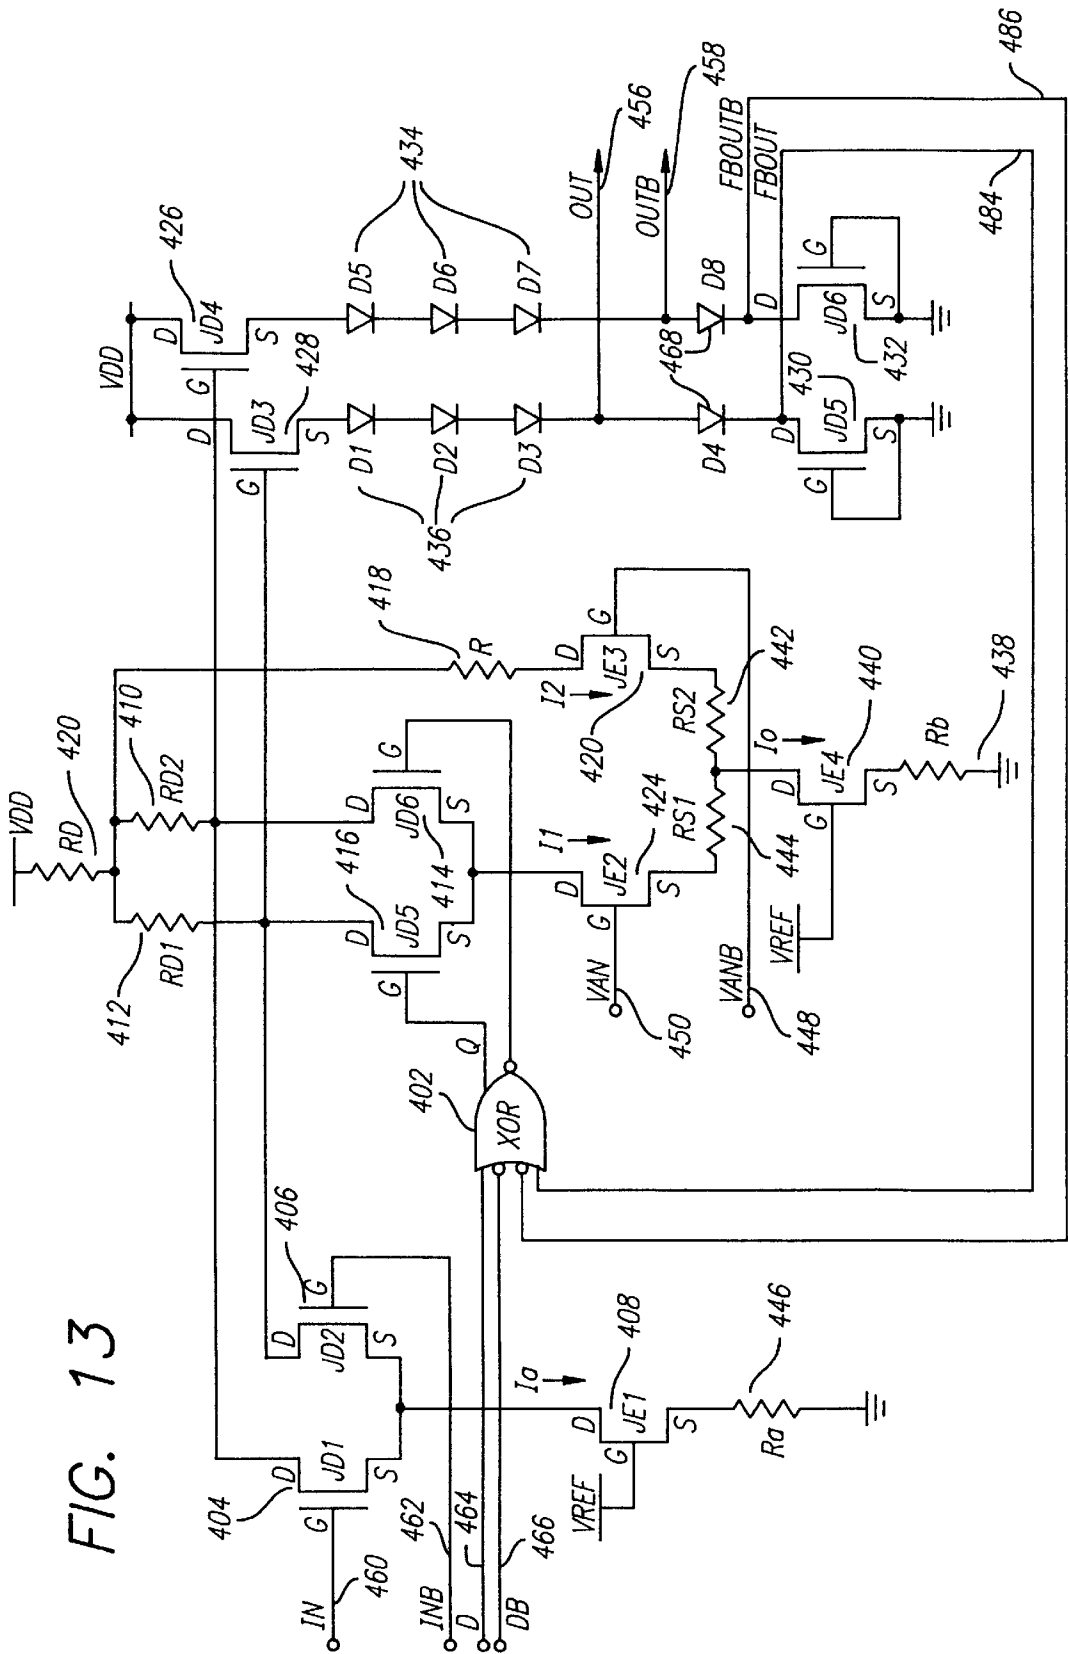 FIG. 13
VDD
RD
420
410
412
RD1
RD2
418
R
VDD
D
JD4
426
G
S
D
JD3
428
G
S
D5
D6
D7
434
D1
D2
D3
436
OUT
456
OUTB
458
D4
D8
468
FBOUTB
FBOUT
486
484
D
JD5
430
G
S
D
JD6
432
G
S
D
JD5
416
G
S
D
JD6
414
G
S
Q
402
XOR
I1
D
JE2
424
G
S
I2
D
JE3
420
G
S
RS1
444
RS2
442
Io
D
JE4
440
G
S
Rb
438
VREF
VAN
450
VANB
448
404
D
JD1
G
S
406
D
JD2
G
S
IN
460
INB
462
D
464
DB
466
Ia
D
JE1
408
G
S
VREF
Ra
446